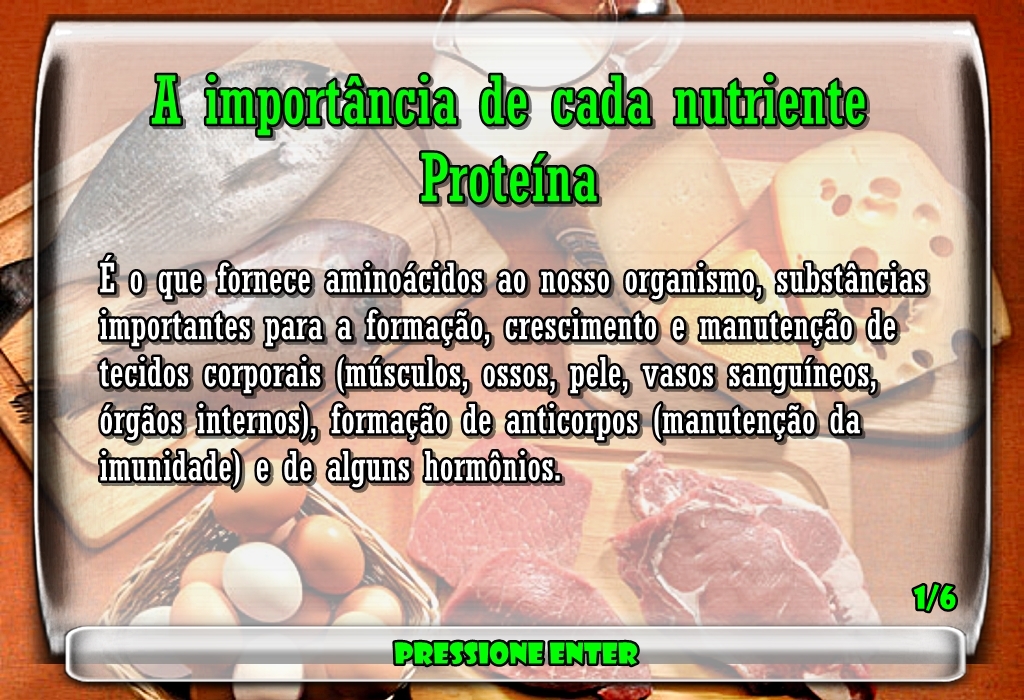 A importância de cada nutriente
Proteína
É o que fornece aminoácidos ao nosso organismo, substâncias
importantes para a formação, crescimento e manutenção de
tecidos corporais (músculos, ossos, pele, vasos sanguíneos,
órgãos internos), formação de anticorpos (manutenção da
imunidade) e de alguns hormônios.
1/6
PRESSIONE ENTER